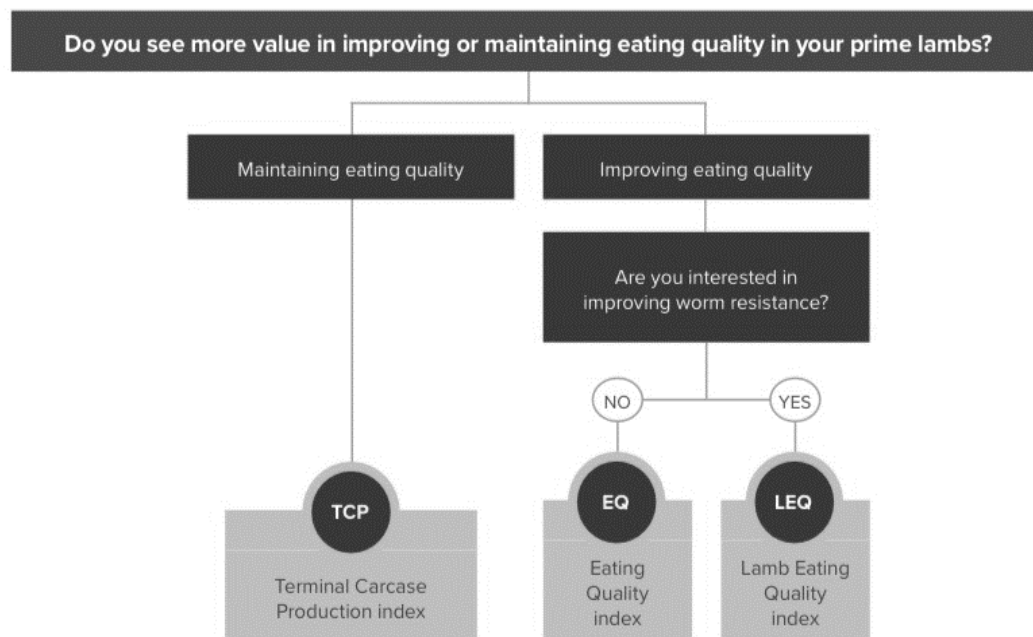 Do you see more value in improving or maintaining eating quality in your prime lambs?
Maintaining eating quality
Improving eating quality
Are you interested in
improving worm resistance?
NO
YES
TCP
Terminal Carcase
Production index
EQ
Eating
Quality
index
LEQ
Lamb Eating
Quality
index